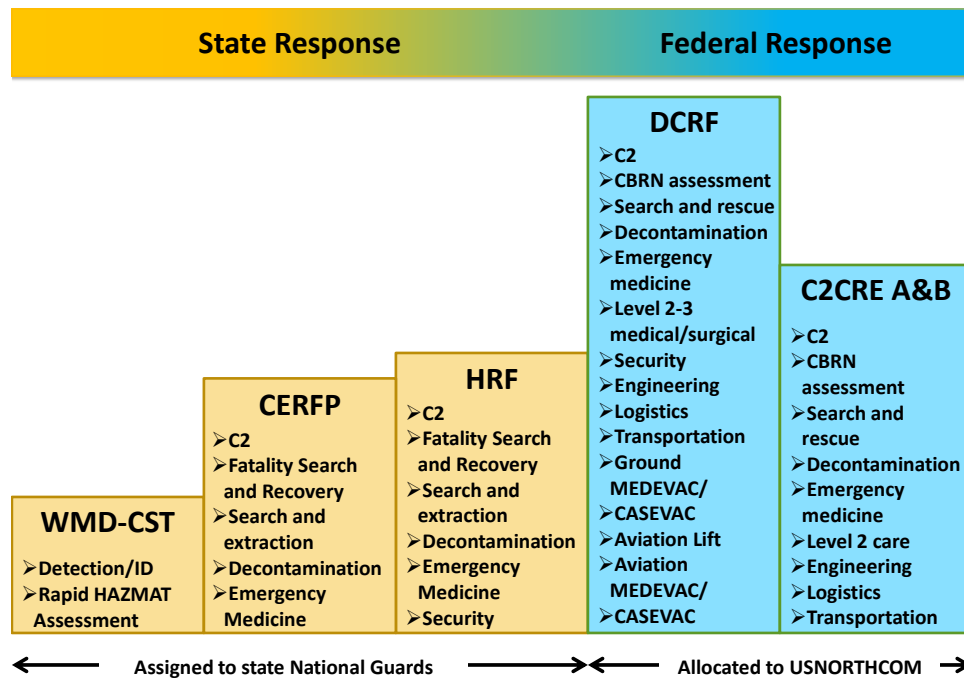 State Response
Federal Response
WMD-CST
➢Detection/ID
➢Rapid HAZMAT
Assessment
CERFP
➢C2
➢Fatality Search
and Recovery
➢Search and
extraction
➢Decontamination
➢Emergency
Medicine
HRF
➢C2
➢Fatality Search
and Recovery
➢Search and
extraction
➢Decontamination
➢Emergency
Medicine
➢Security
DCRF
➢C2
➢CBRN assessment
➢Search and rescue
➢Decontamination
➢Emergency
medicine
➢Level 2-3
medical/surgical
➢Security
➢Engineering
➢Logistics
➢Transportation
➢Ground
MEDEVAC/
➢CASEVAC
➢Aviation Lift
➢Aviation
MEDEVAC/
➢CASEVAC
C2CRE A&B
➢C2
➢CBRN
assessment
➢Search and
rescue
➢Decontamination
➢Emergency
medicine
➢Level 2 care
➢Engineering
➢Logistics
➢Transportation
Assigned to state National Guards
Allocated to USNORTHCOM